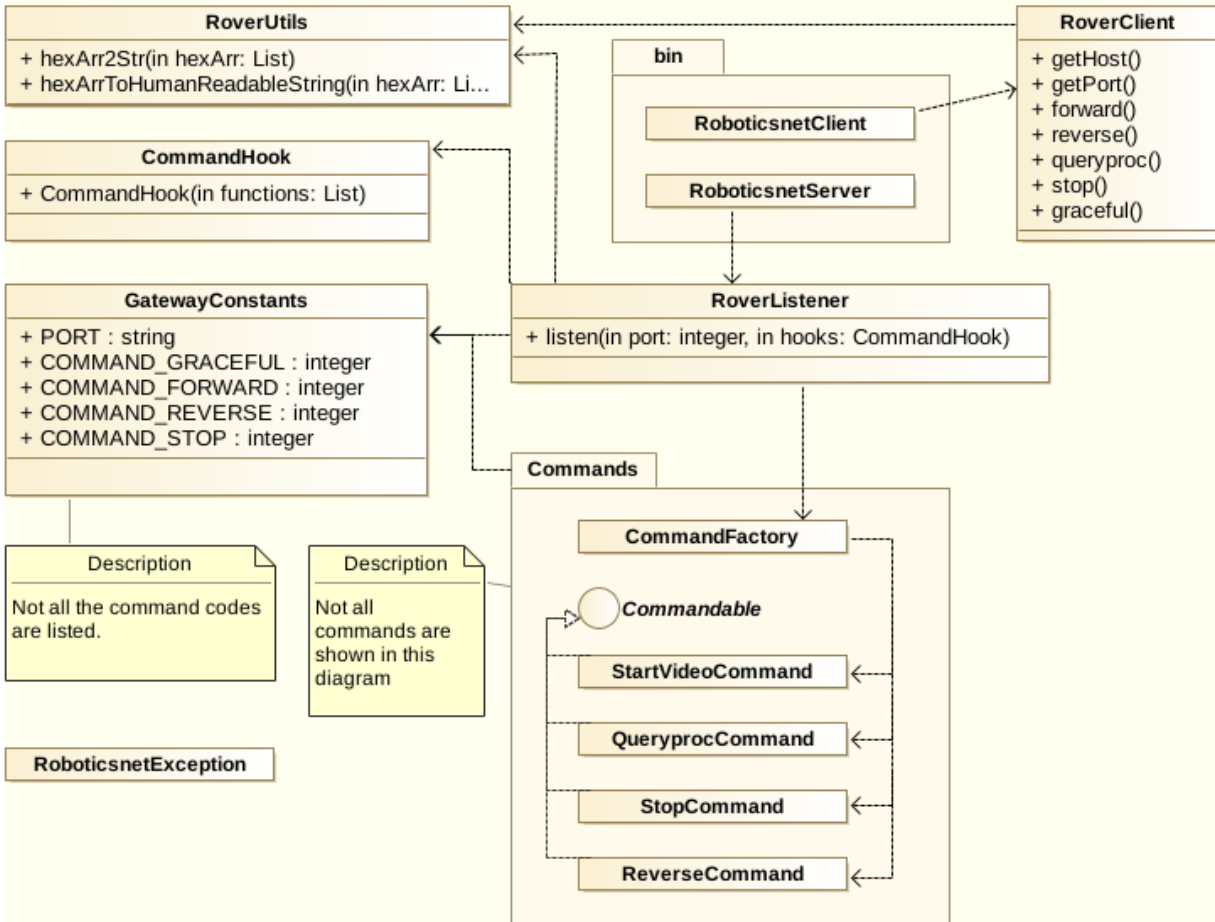 RoverUtils
+ hexArr2Str(in hexArr: List)
+ hexArrToHumanReadableString(in hexArr: Li...
RoverClient
+ getHost()
+ getPort()
+ forward()
+ reverse()
+ queryproc()
+ stop()
+ graceful()
bin
RoboticsnetClient
RoboticsnetServer
CommandHook
+ CommandHook(in functions: List)
GatewayConstants
+ PORT : string
+ COMMAND_GRACEFUL : integer
+ COMMAND_FORWARD : integer
+ COMMAND_REVERSE : integer
+ COMMAND_STOP : integer
RoverListener
+ listen(in port: integer, in hooks: CommandHook)
Commands
CommandFactory
Commandable
StartVideoCommand
QueryprocCommand
StopCommand
ReverseCommand
Description
Not all the command codes
are listed.
Description
Not all
commands are
shown in this
diagram
RoboticsnetException